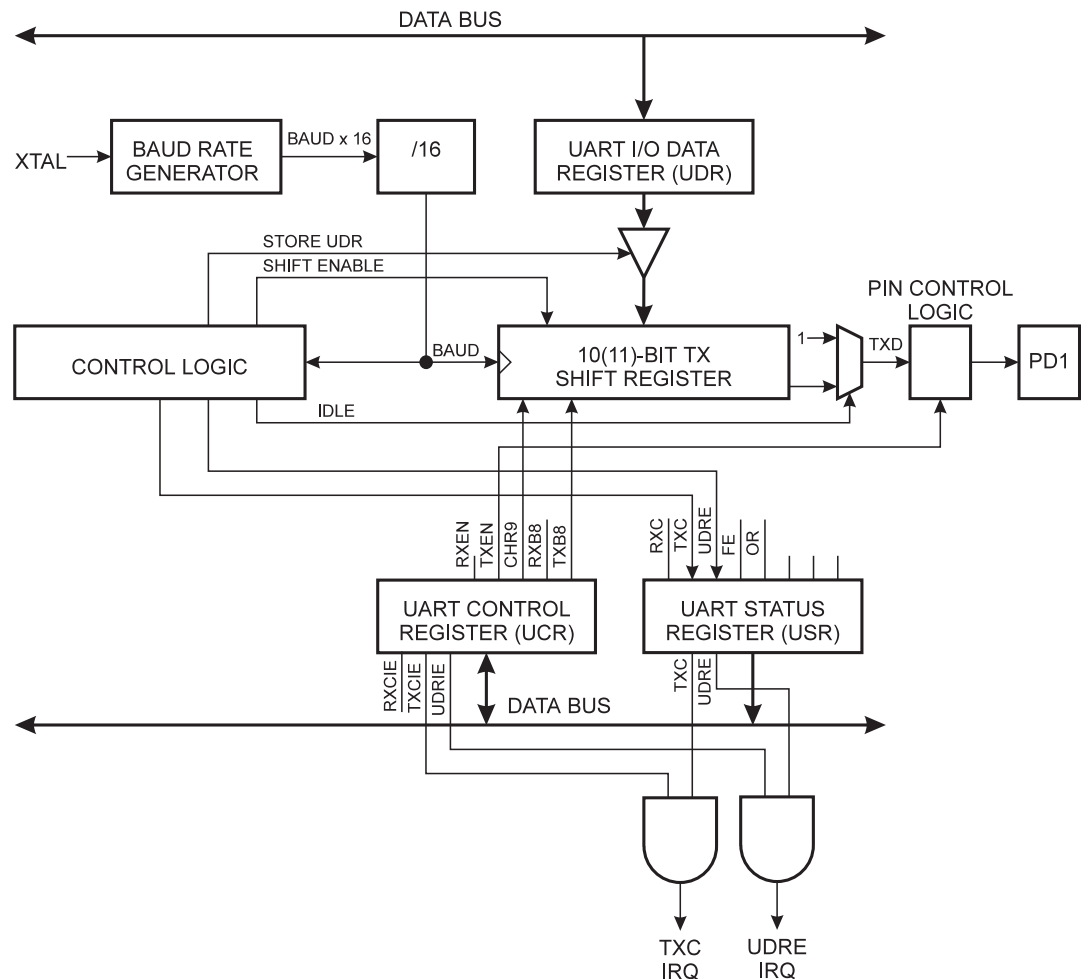 DATA BUS
XTAL
BAUD RATE
GENERATOR
BAUD x 16
/16
UART I/O DATA
REGISTER (UDR)
STORE UDR
SHIFT ENABLE
PIN CONTROL
LOGIC
CONTROL LOGIC
BAUD
10(11)-BIT TX
SHIFT REGISTER
1
TXD
PD1
IDLE
RXEN
TXEN
CHR9
RXB8
TXB8
RXC
TXC
UDRE
FE
OR
UART CONTROL
REGISTER (UCR)
UART STATUS
REGISTER (USR)
RXCIE
TXCIE
UDRIE
TXC
UDRE
DATA BUS
TXC
IRQ
UDRE
IRQ